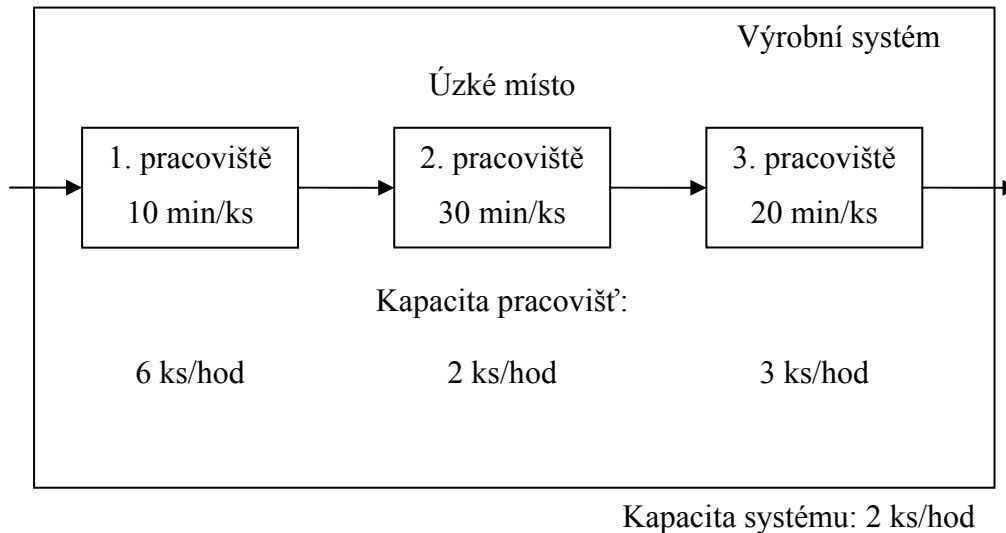 Výrobní systém
Úzké místo
1. pracoviště
10 min/ks
2. pracoviště
30 min/ks
3. pracoviště
20 min/ks
Kapacita pracovišť:
6 ks/hod
2 ks/hod
3 ks/hod
Kapacita systému: 2 ks/hod